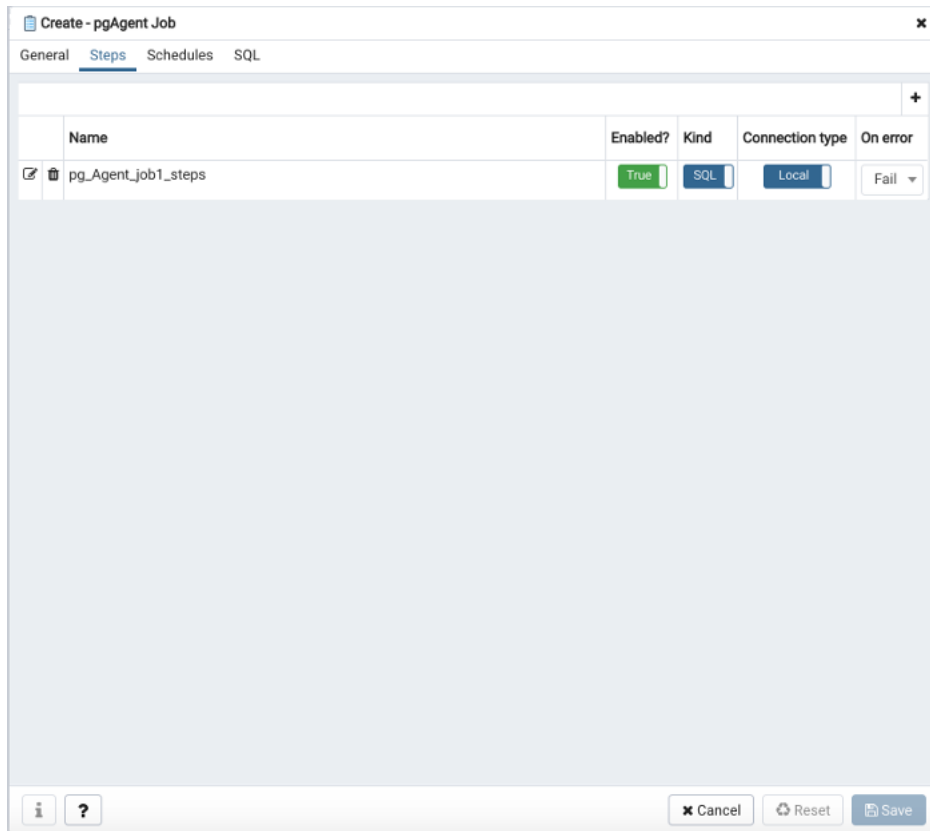 Create - pgAgent Job
General Steps Schedules SQL
Name Enabled? Kind Connection type On error
pg_Agent_job1_steps True SQL Local Fail
i ? Cancel Reset Save